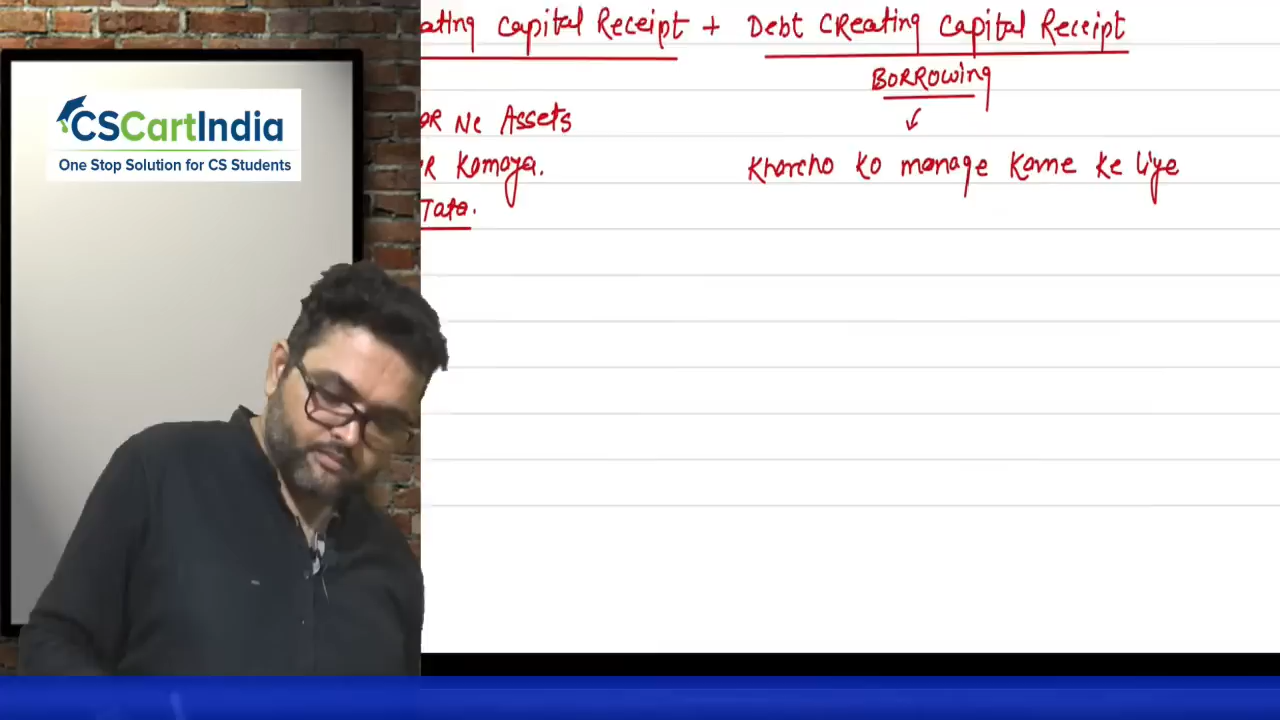 CSCartIndia
One Stop Solution for CS Students
ating Capital Receipt + Debt Creating Capital Receipt
BORROWING
OR Ne Assets
R Kamaya.
Kharcho ko manage Karne ke liye
Tata.